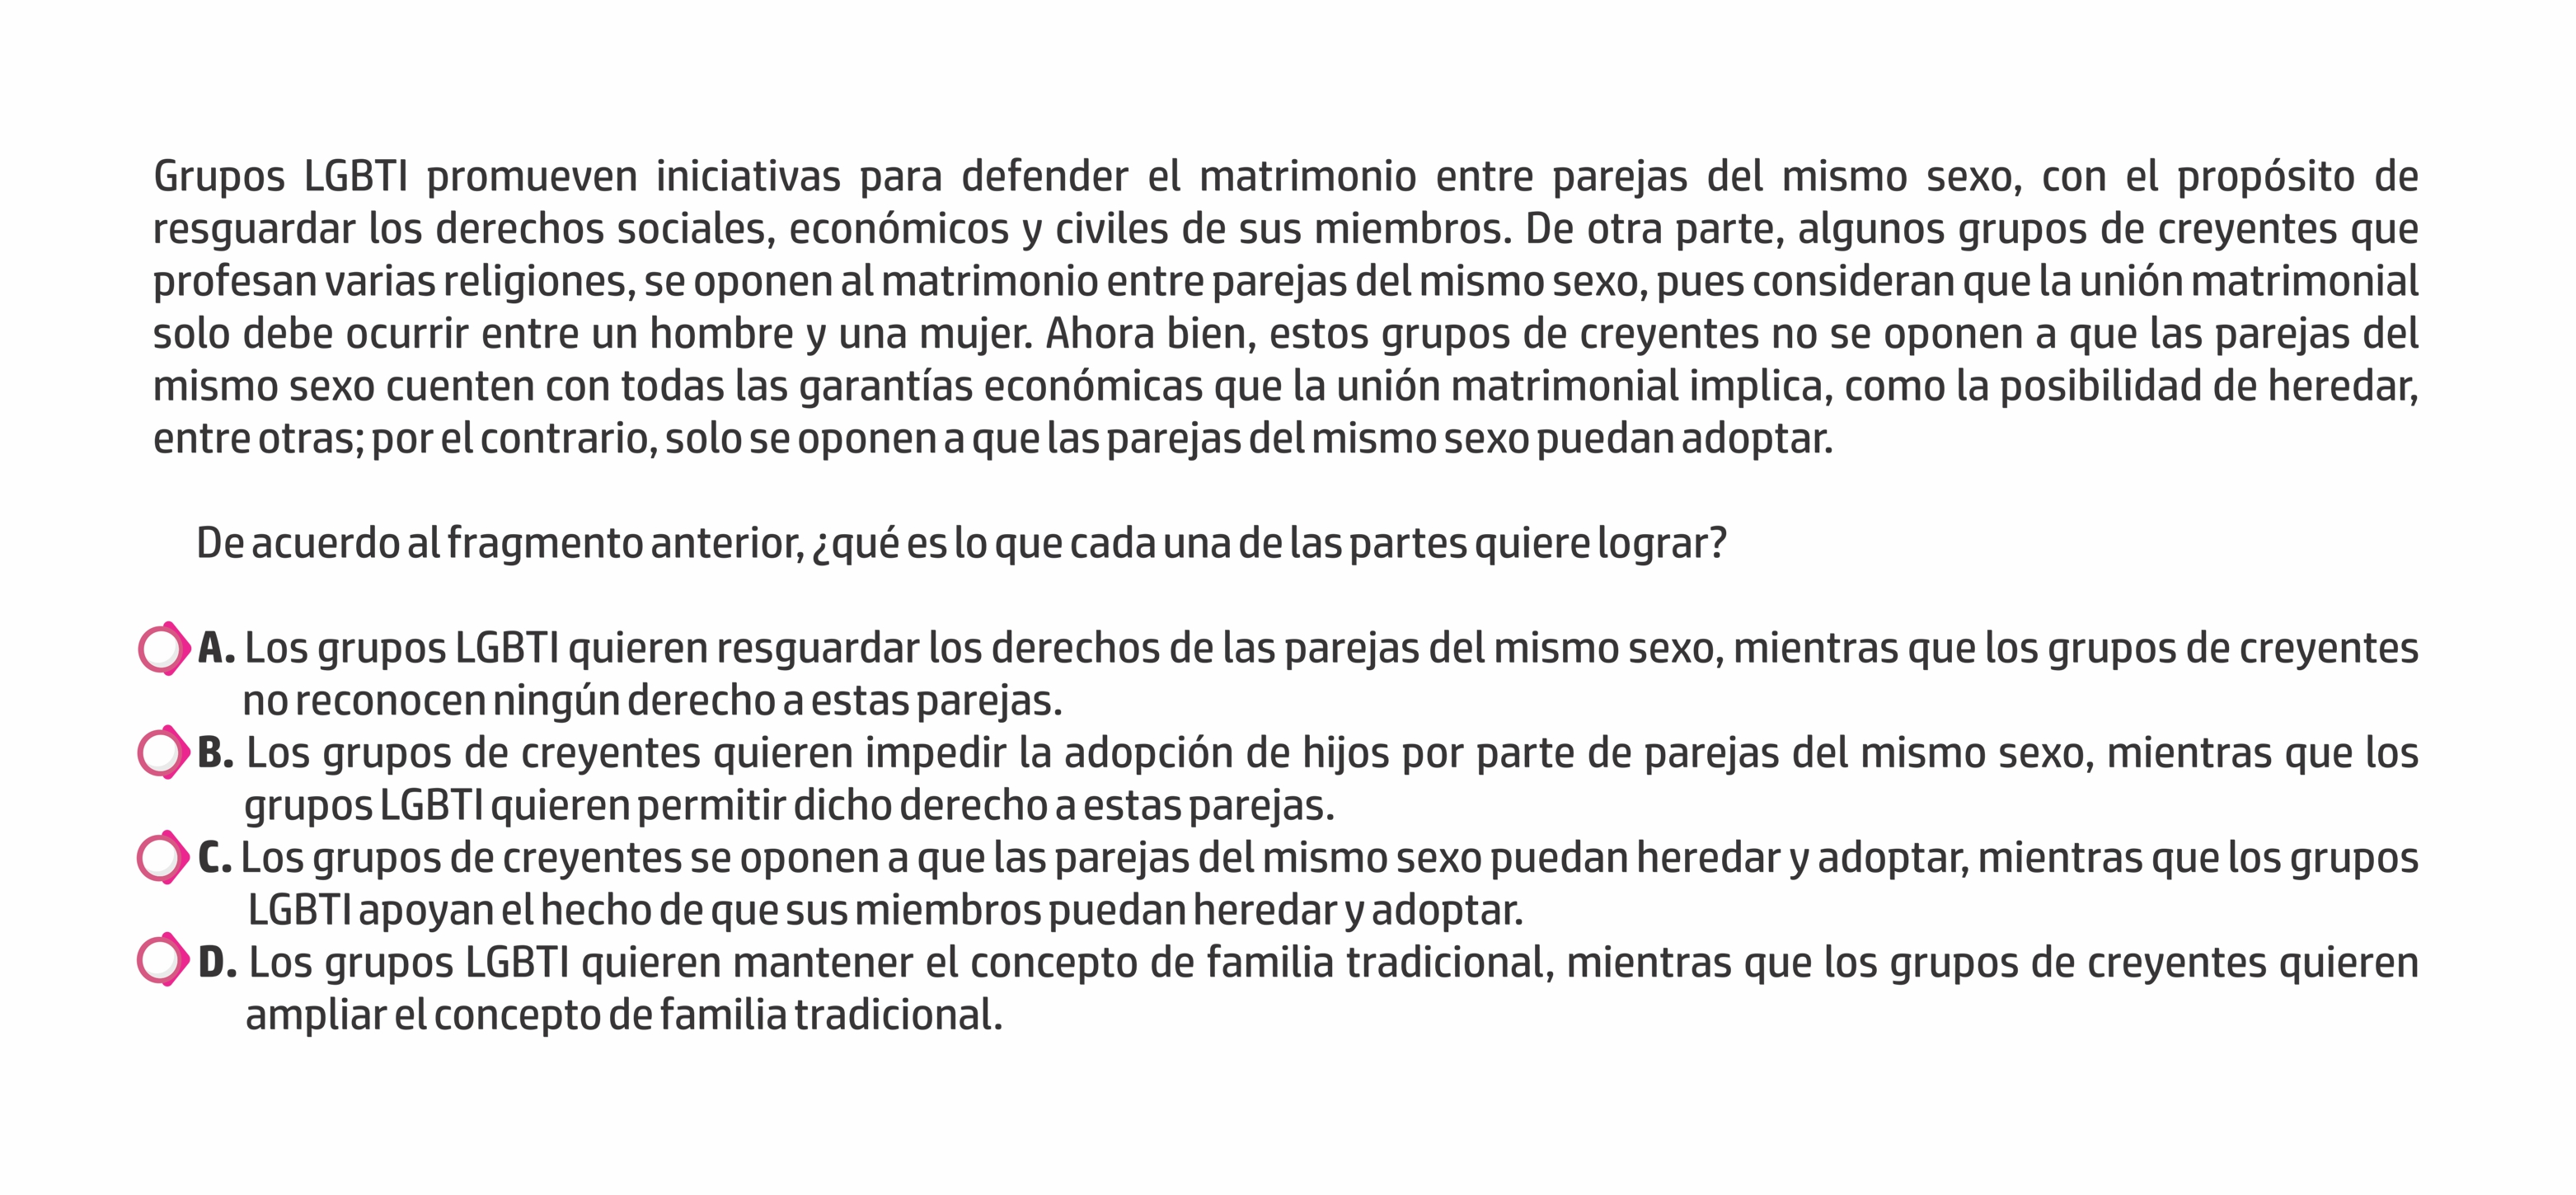 Grupos LGBTI promueven iniciativas para defender el matrimonio entre parejas del mismo sexo, con el propósito de
resguardar los derechos sociales, económicos y civiles de sus miembros. De otra parte, algunos grupos de creyentes que
profesan varias religiones, se oponen al matrimonio entre parejas del mismo sexo, pues consideran que la unión matrimonial
solo debe ocurrir entre un hombre y una mujer. Ahora bien, estos grupos de creyentes no se oponen a que las parejas del
mismo sexo cuenten con todas las garantías económicas que la unión matrimonial implica, como la posibilidad de heredar,
entre otras; por el contrario, solo se oponen a que las parejas del mismo sexo puedan adoptar.
De acuerdo al fragmento anterior, ¿qué es lo que cada una de las partes quiere lograr?
A. Los grupos LGBTI quieren resguardar los derechos de las parejas del mismo sexo, mientras que los grupos de creyentes
no reconocen ningún derecho a estas parejas.
B. Los grupos de creyentes quieren impedir la adopción de hijos por parte de parejas del mismo sexo, mientras que los
grupos LGBTI quieren permitir dicho derecho a estas parejas.
C. Los grupos de creyentes se oponen a que las parejas del mismo sexo puedan heredar y adoptar, mientras que los grupos
LGBTI apoyan el hecho de que sus miembros puedan heredar y adoptar.
D. Los grupos LGBTI quieren mantener el concepto de familia tradicional, mientras que los grupos de creyentes quieren
ampliar el concepto de familia tradicional.